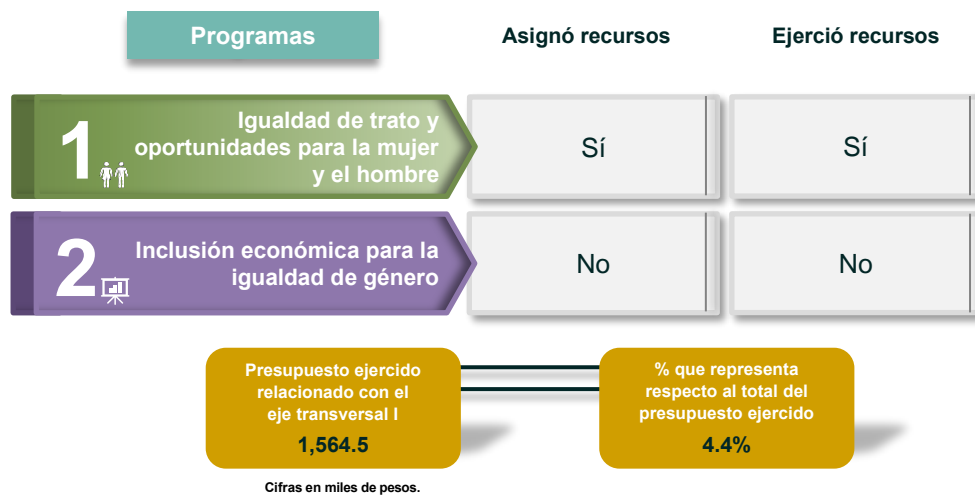 Programas
Asignó recursos
Ejerció recursos
1
Igualdad de trato y
oportunidades para la mujer
y el hombre
Sí
Sí
2
Inclusión económica para la
igualdad de género
No
No
Presupuesto ejercido
relacionado con el
eje transversal I
1,564.5
% que representa
respecto al total del
presupuesto ejercido
4.4%
Cifras en miles de pesos.